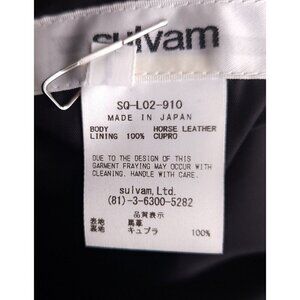 sulvam
SQ-L02-910
MADE IN JAPAN
BODY HORSE LEATHER
LINING 100% CUPRO
DUE TO THE DESIGN OF THIS
GARMENT FRAYING MAY OCCUR WITH
CLEANING. HANDLE WITH CARE.
sulvam, Ltd.
(81)-3-6300-5282
品質表示
表地 馬革
裏地 キュプラ 100%